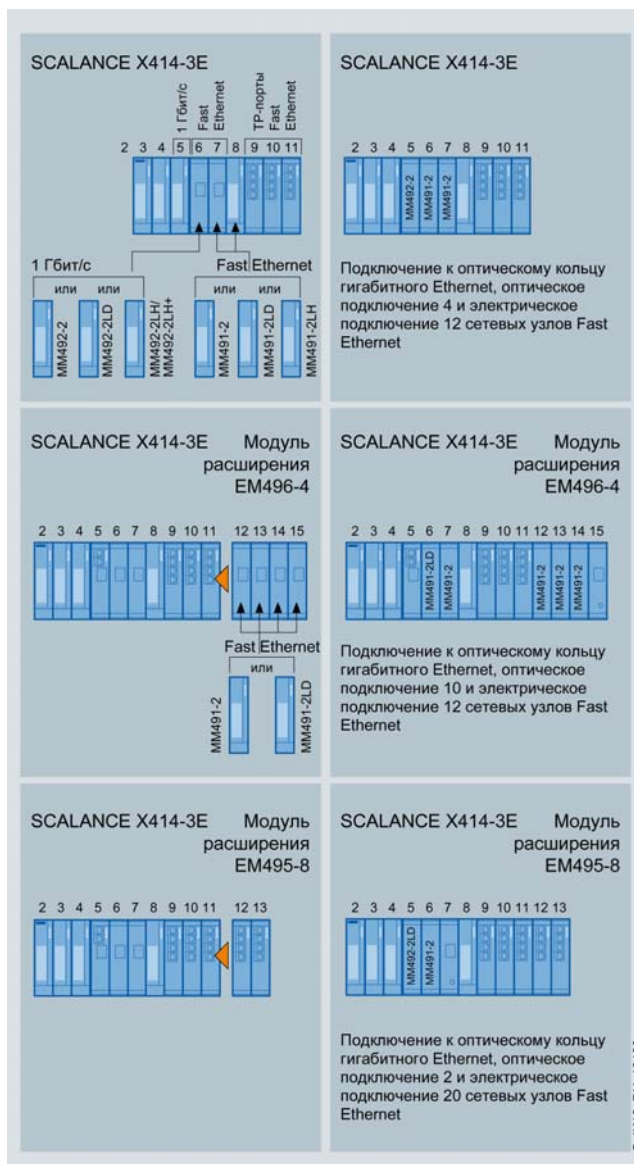 SCALANCE X414-3E
1 Гбит/с
Fast
Ethernet
TP-порты
Fast
Ethernet
2 3 4 5 6 7 8 9 10 11
1 Гбит/с
Fast Ethernet
или или
или или
MM492-2
MM492-2LD
MM492-2LH/
MM492-2LH+
MM491-2
MM491-2LD
MM491-2LH
SCALANCE X414-3E
2 3 4 5 6 7 8 9 10 11
MM492-2
MM491-2
MM491-2
Подключение к оптическому кольцу
гигабитного Ethernet, оптическое
подключение 4 и электрическое
подключение 12 сетевых узлов Fast
Ethernet
SCALANCE X414-3E Модуль
расширения
EM496-4
2 3 4 5 6 7 8 9 10 11 12 13 14 15
Fast Ethernet
или
MM491-2
MM491-2LD
SCALANCE X414-3E Модуль
расширения
EM496-4
2 3 4 5 6 7 8 9 10 11 12 13 14 15
MM491-2LD
MM491-2
MM491-2
MM491-2
MM491-2
Подключение к оптическому кольцу
гигабитного Ethernet, оптическое
подключение 10 и электрическое
подключение 12 сетевых узлов Fast
Ethernet
SCALANCE X414-3E Модуль
расширения
EM495-8
2 3 4 5 6 7 8 9 10 11 12 13
SCALANCE X414-3E Модуль
расширения
EM495-8
2 3 4 5 6 7 8 9 10 11 12 13
MM492-2LD
MM491-2
Подключение к оптическому кольцу
гигабитного Ethernet, оптическое
подключение 2 и электрическое
подключение 20 сетевых узлов Fast
Ethernet